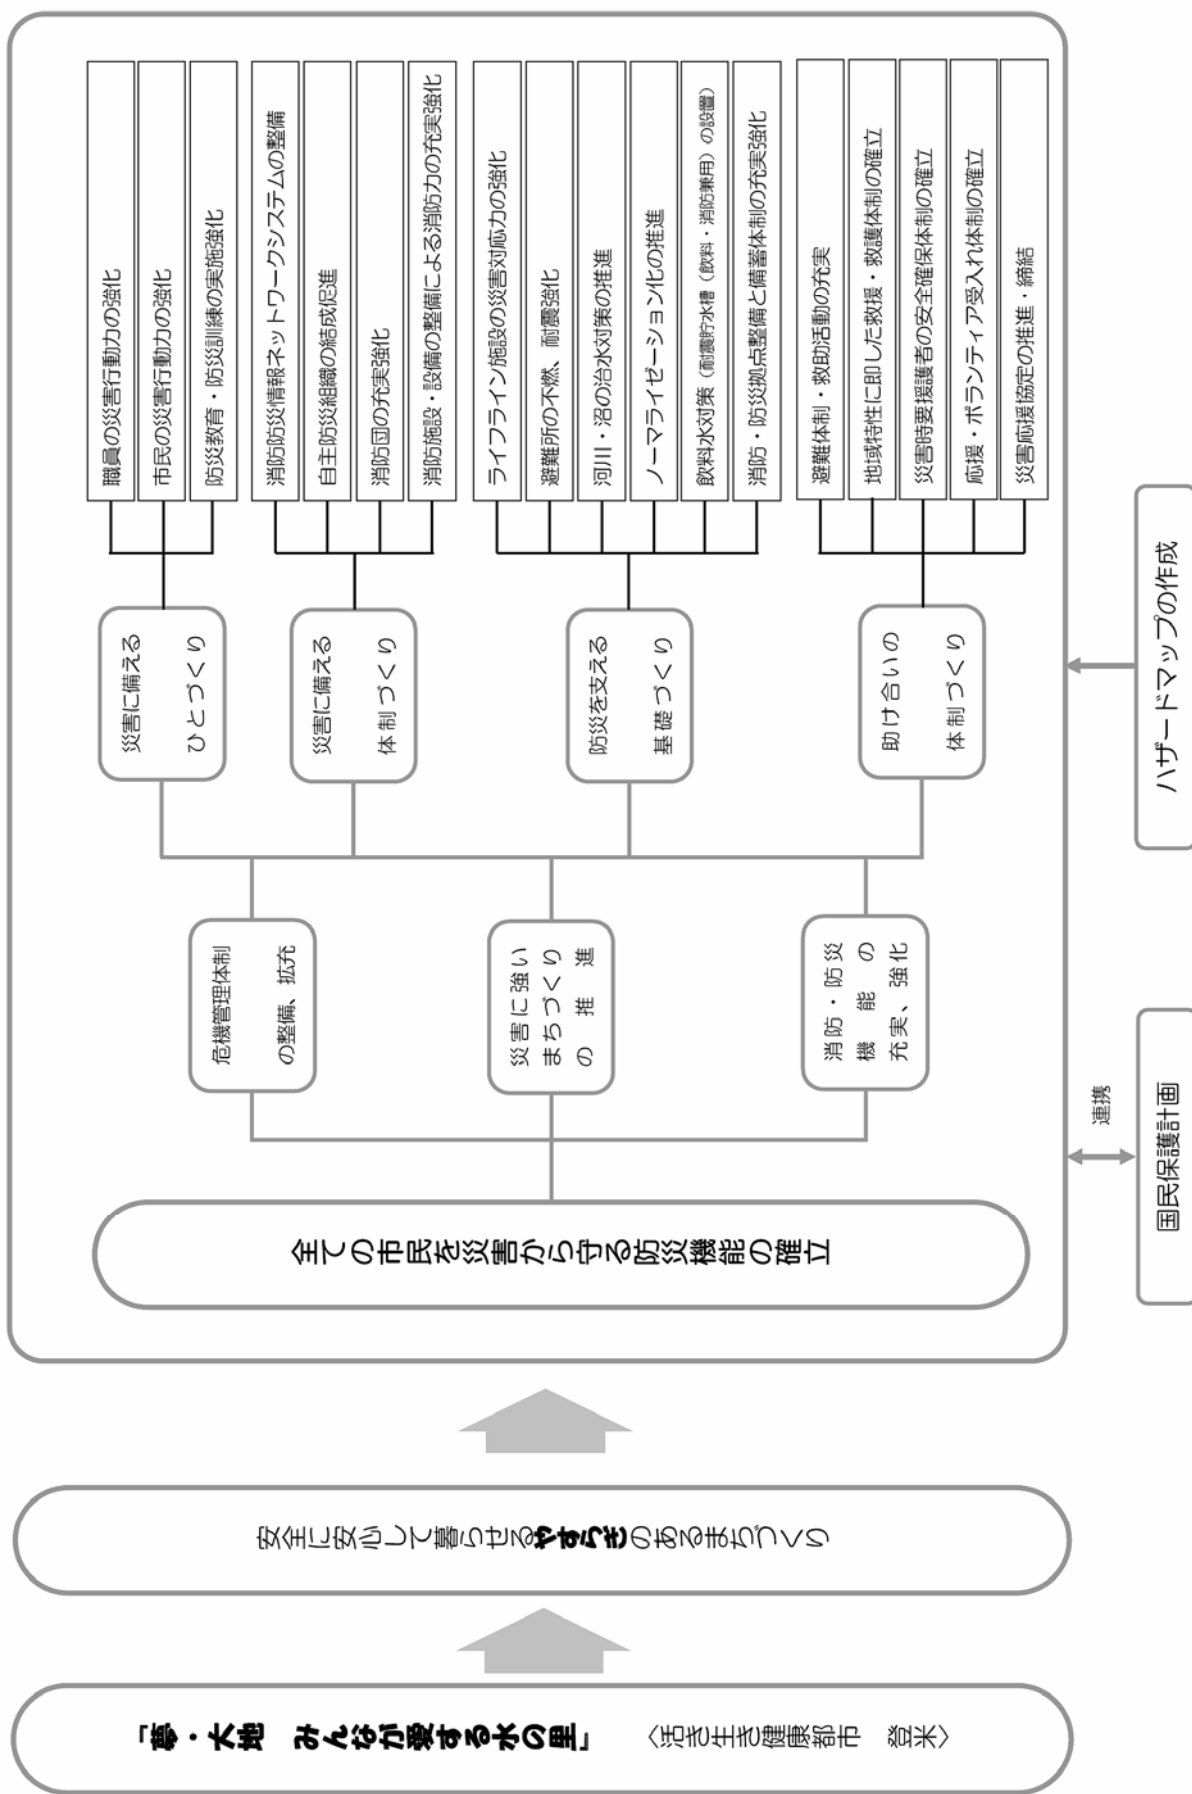 「夢・大地　みんなが愛する水の里」　〈活き生き健康都市　登米〉
安全に安心して暮らせるやすらぎのあるまちづくり
全ての市民を災害から守る防災機能の確立
危機管理体制
の整備、拡充
災害に強い
まちづくり
の推進
消防・防災
機能の
充実、強化
災害に備える
ひとづくり
職員の災害行動力の強化
市民の災害行動力の強化
防災教育・防災訓練の実施強化
災害に備える
体制づくり
消防防災情報ネットワークシステムの整備
自主防災組織の結成促進
消防団の充実強化
消防施設・設備の整備による消防力の充実強化
防災を支える
基礎づくり
ライフライン施設の災害対応力の強化
避難所の不燃、耐震強化
河川・沼の治水対策の推進
ノーマライゼーション化の推進
飲料水対策（耐震貯水槽（飲料・消防兼用）の設置）
消防・防災拠点整備と備蓄体制の充実強化
助け合いの
体制づくり
避難体制・救助活動の充実
地域特性に即した救援・救護体制の確立
災害時要援護者の安全確保体制の確立
応援・ボランティア受入れ体制の確立
災害応援協定の推進・締結
連携
国民保護計画
ハザードマップの作成